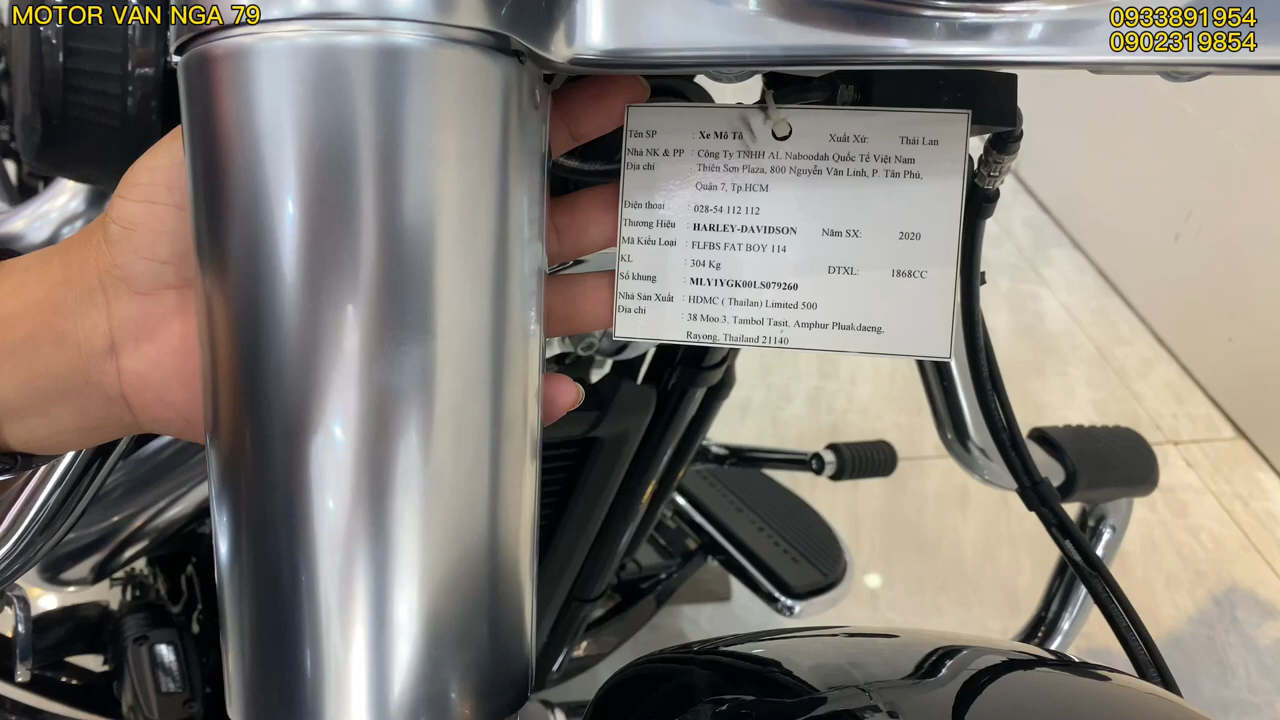 MOTOR VAN NGA 79
0933891954
0902319854
Tên SP : Xe Mô Tô Xuất Xứ: Thái Lan
Nhà NK & PP : Công Ty TNHH AL Naboodah Quốc Tế Việt Nam
Địa chỉ : Thiên Sơn Plaza, 800 Nguyễn Văn Linh, P. Tân Phú,
Quận 7, Tp.HCM
Điện thoại : 028-54 112 112
Thương Hiệu : HARLEY-DAVIDSON Năm SX: 2020
Mã Kiểu Loại : FLFBS FAT BOY 114
KL : 304 Kg DTXL: 1868CC
Số khung : MLY1YGK00LS079260
Nhà Sản Xuất : HDMC ( Thailan) Limited 500
Địa chỉ : 38 Moo 3, Tambol Tasit, Amphur Pluakdaeng,
Rayong, Thailand 21140